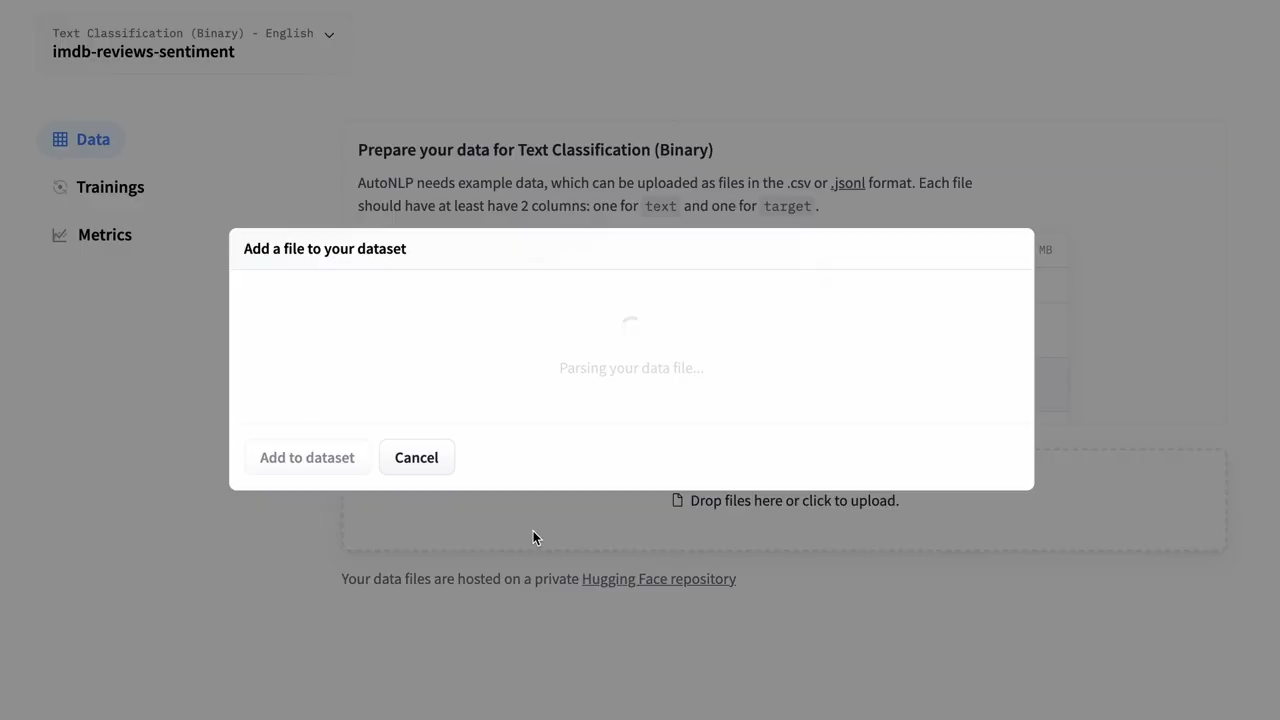 Text Classification (Binary) - English
imdb-reviews-sentiment
Data
Trainings
Metrics
Prepare your data for Text Classification (Binary)
AutoNLP needs example data, which can be uploaded as files in the .csv or .jsonl format. Each file
should have at least have 2 columns: one for text and one for target.
MB
Add a file to your dataset
Parsing your data file...
Add to dataset
Cancel
Drop files here or click to upload.
Your data files are hosted on a private Hugging Face repository